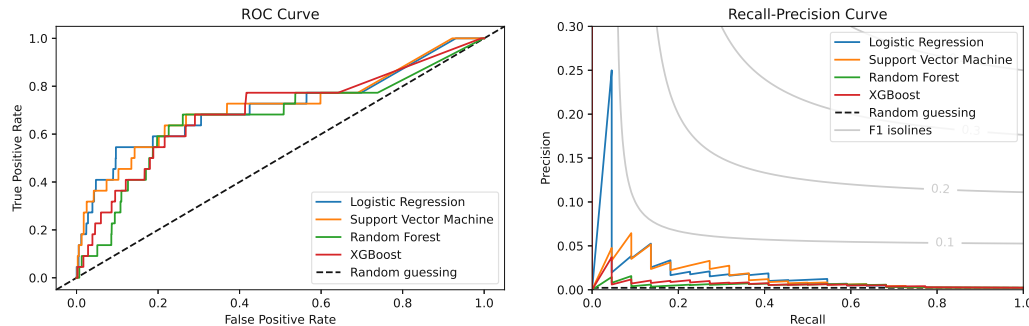 ROC Curve
True Positive Rate
1.0
0.8
0.6
0.4
0.2
0.0
0.0
0.2
0.4
0.6
0.8
1.0
False Positive Rate
Logistic Regression
Support Vector Machine
Random Forest
XGBoost
Random guessing
Recall-Precision Curve
Precision
0.30
0.25
0.20
0.15
0.10
0.05
0.00
0.0
0.2
0.4
0.6
0.8
1.0
Recall
Logistic Regression
Support Vector Machine
Random Forest
XGBoost
Random guessing
F1 isolines
0.2
0.1